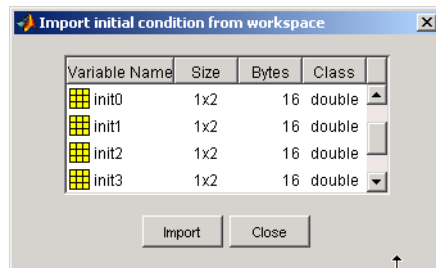 Import initial condition from workspace
Variable Name Size Bytes Class
init0 1x2 16 double
init1 1x2 16 double
init2 1x2 16 double
init3 1x2 16 double
Import Close